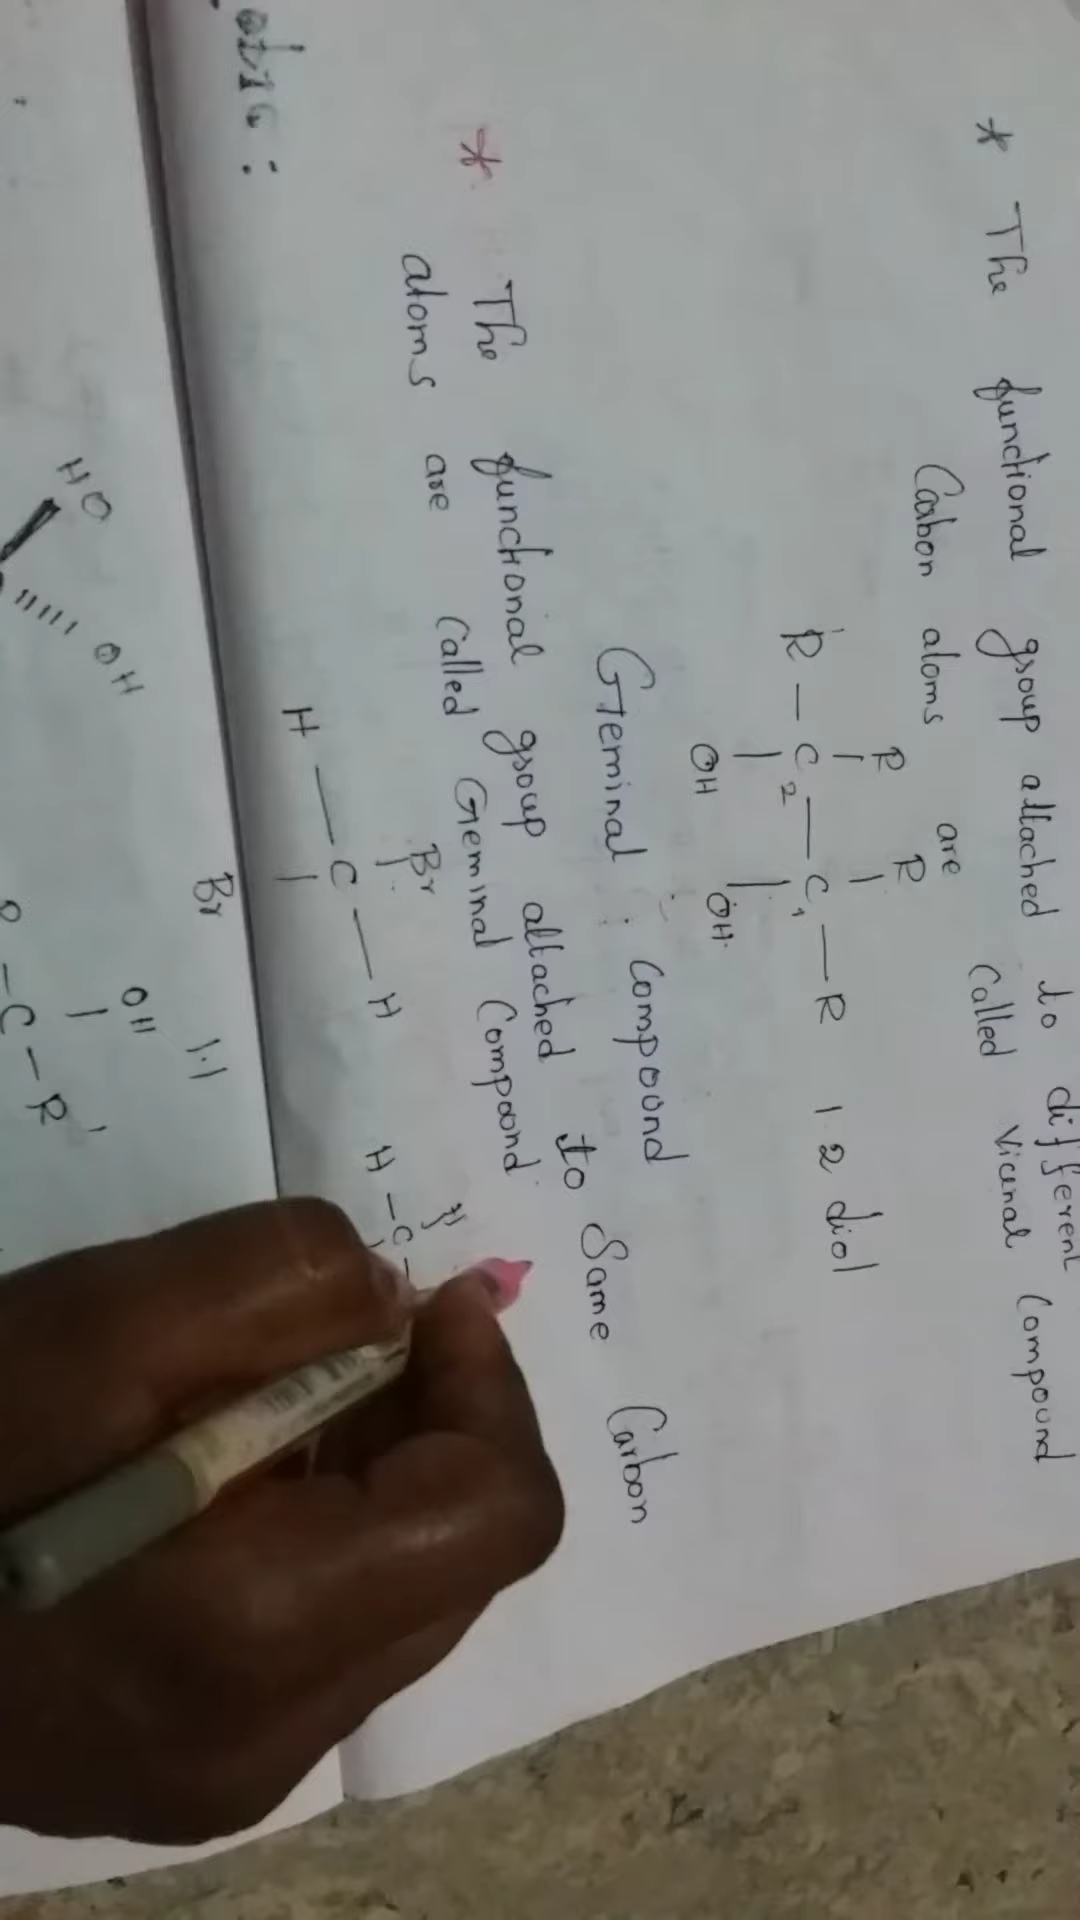 * The functional group attached to different
Carbon atoms are called vicinal compound
R R
R - C - C - R 1 2 diol
2 1
OH OH
Geminal : compound
* The functional group attached to Same Carbon
atoms are called Geminal compound
Br
H - C - H H - C -
Br
HO OH
OH
- C - R'